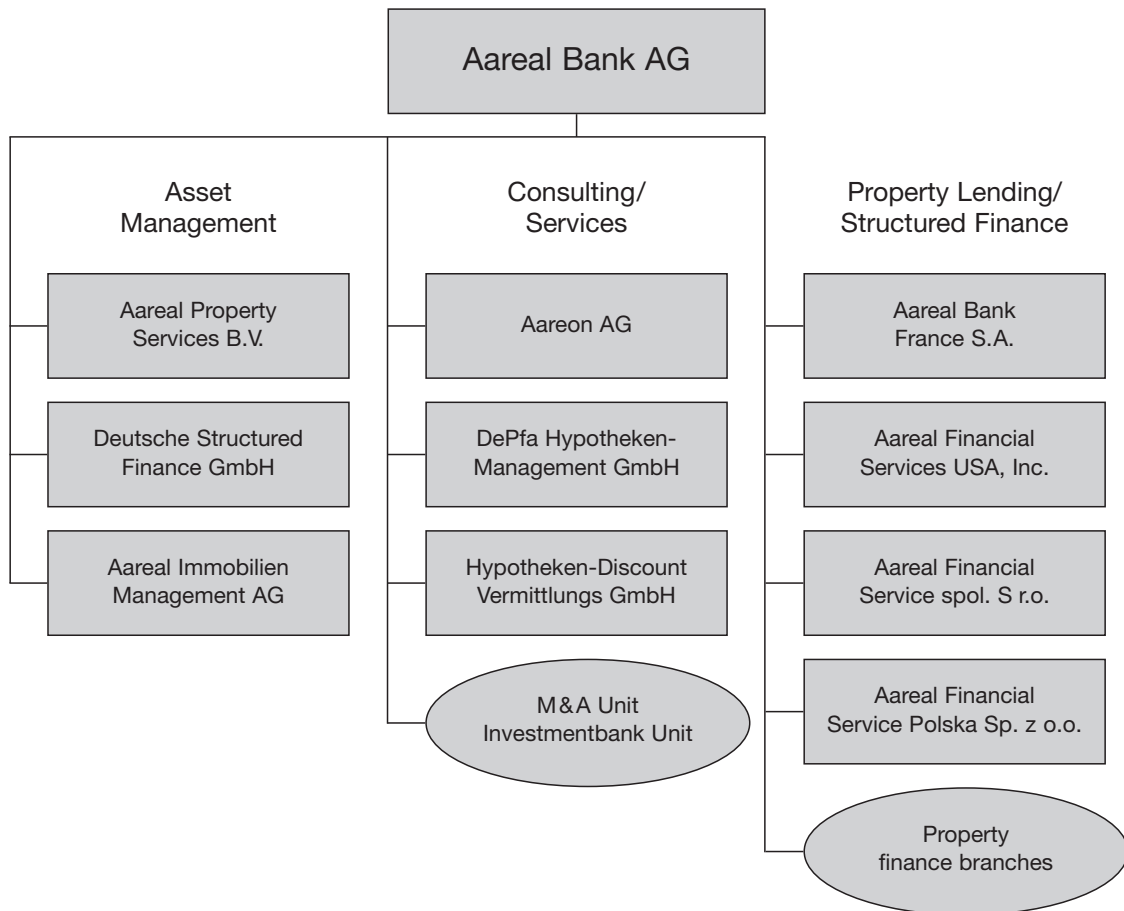 Aareal Bank AG
Asset
Management
Aareal Property
Services B.V.
Deutsche Structured
Finance GmbH
Aareal Immobilien
Management AG
Consulting/
Services
Aareon AG
DePfa Hypotheken-
Management GmbH
Hypotheken-Discount
Vermittlungs GmbH
M&A Unit
Investmentbank Unit
Property Lending/
Structured Finance
Aareal Bank
France S.A.
Aareal Financial
Services USA, Inc.
Aareal Financial
Service spol. S r.o.
Aareal Financial
Service Polska Sp. z o.o.
Property
finance branches